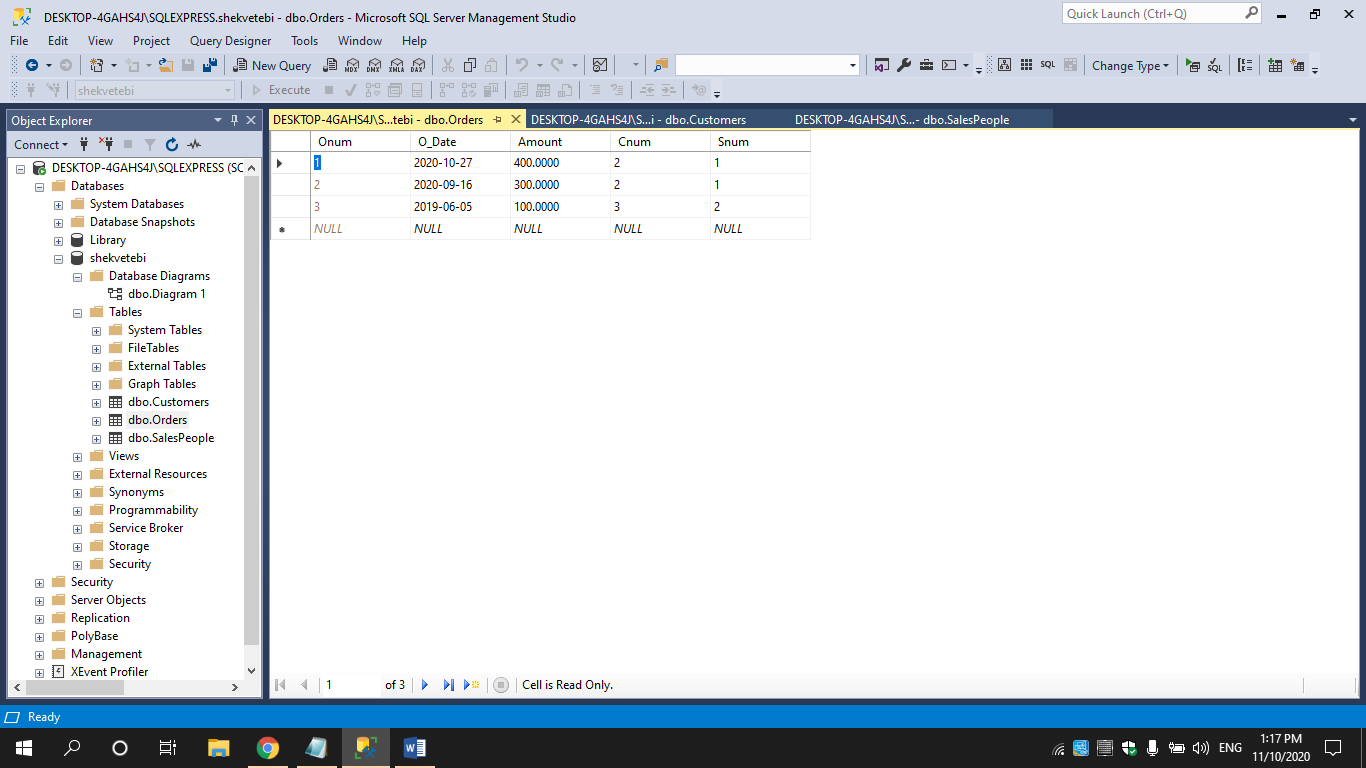 DESKTOP-4GAHS4J\SQLEXPRESS.shekvetebi - dbo.Orders - Microsoft SQL Server Management Studio
Quick Launch (Ctrl+Q)
File Edit View Project Query Designer Tools Window Help
New Query MDX DMX XMLA DAX SQL Change Type SQL
shekvetebi Execute
Object Explorer
Connect
DESKTOP-4GAHS4J\SQLEXPRESS (SC
Databases
System Databases
Database Snapshots
Library
shekvetebi
Database Diagrams
dbo.Diagram 1
Tables
System Tables
FileTables
External Tables
Graph Tables
dbo.Customers
dbo.Orders
dbo.SalesPeople
Views
External Resources
Synonyms
Programmability
Service Broker
Storage
Security
Security
Server Objects
Replication
PolyBase
Management
XEvent Profiler
DESKTOP-4GAHS4J\S...tebi - dbo.Orders DESKTOP-4GAHS4J\S...i - dbo.Customers DESKTOP-4GAHS4J\S...- dbo.SalesPeople
Onum O_Date Amount Cnum Snum
1 2020-10-27 400.0000 2 1
2 2020-09-16 300.0000 2 1
3 2019-06-05 100.0000 3 2
NULL NULL NULL NULL NULL
1 of 3 Cell is Read Only.
Ready
ENG
1:17 PM
11/10/2020